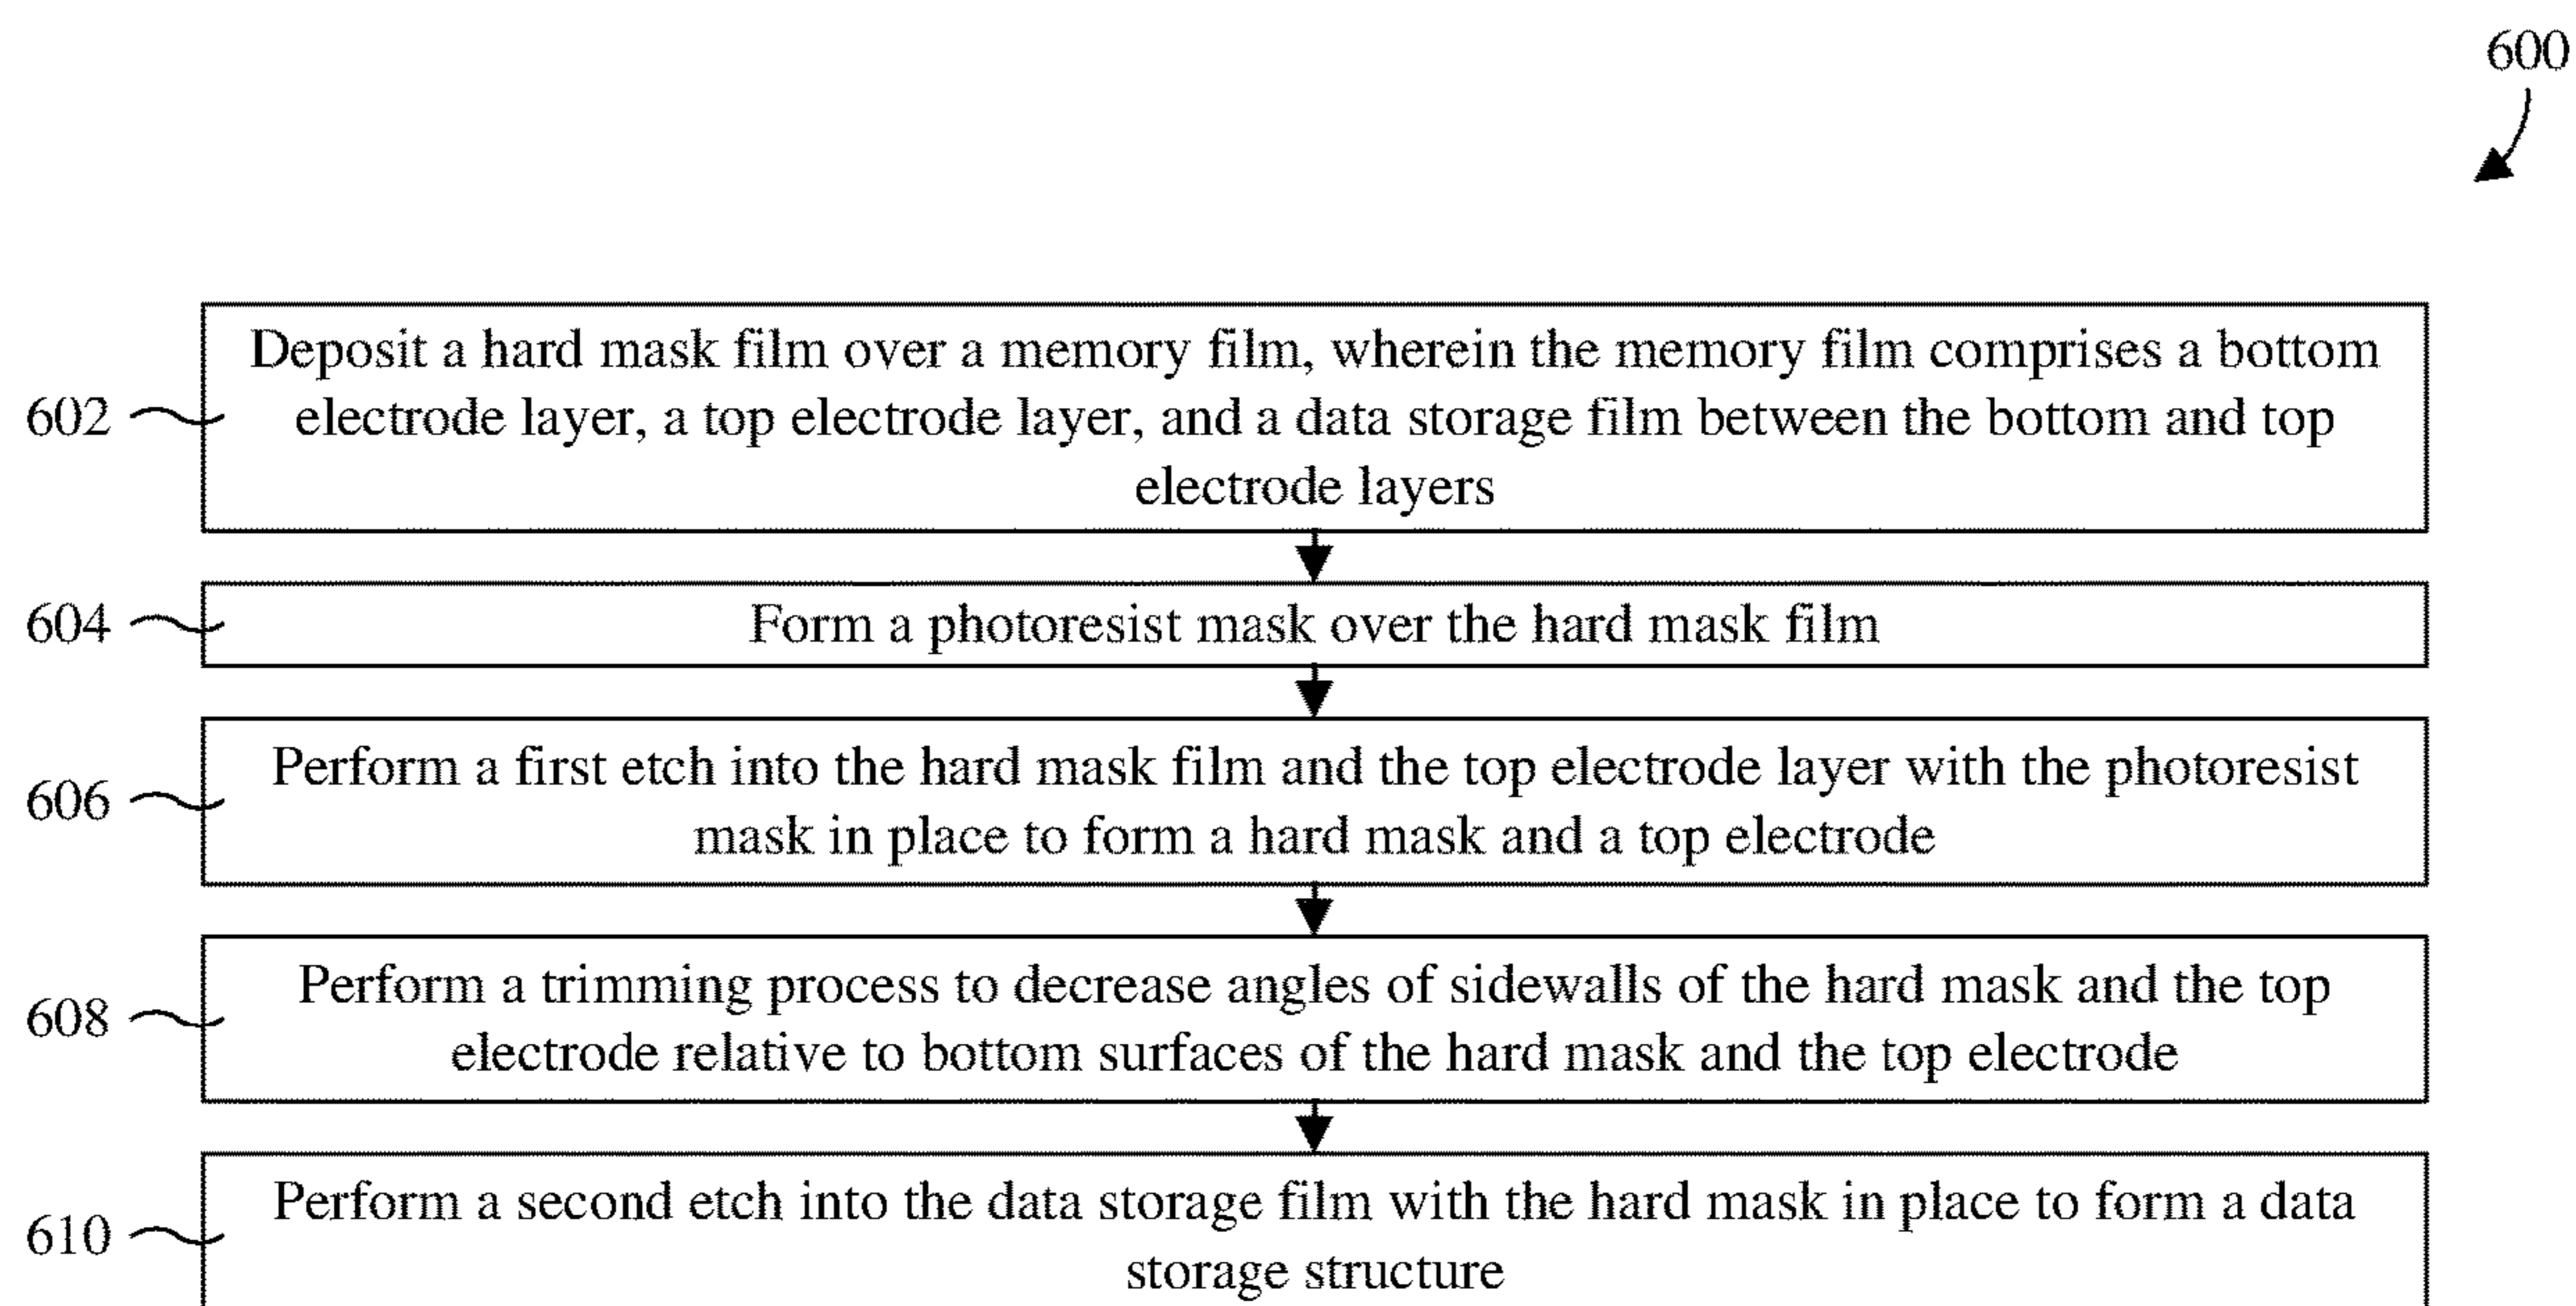 600
Deposit a hard mask film over a memory film, wherein the memory film comprises a bottom
602
electrode layer, a top electrode layer, and a data storage film between the bottom and top
electrode layers
604
Form a photoresist mask over the hard mask film
Perform a first etch into the hard mask film and the top electrode layer with the photoresist
606
mask in place to form a hard mask and a top electrode
Perform a trimming process to decrease angles of sidewalls of the hard mask and the top
608
electrode relative to bottom surfaces of the hard mask and the top electrode
Perform a second etch into the data storage film with the hard mask in place to form a data
610
storage structure